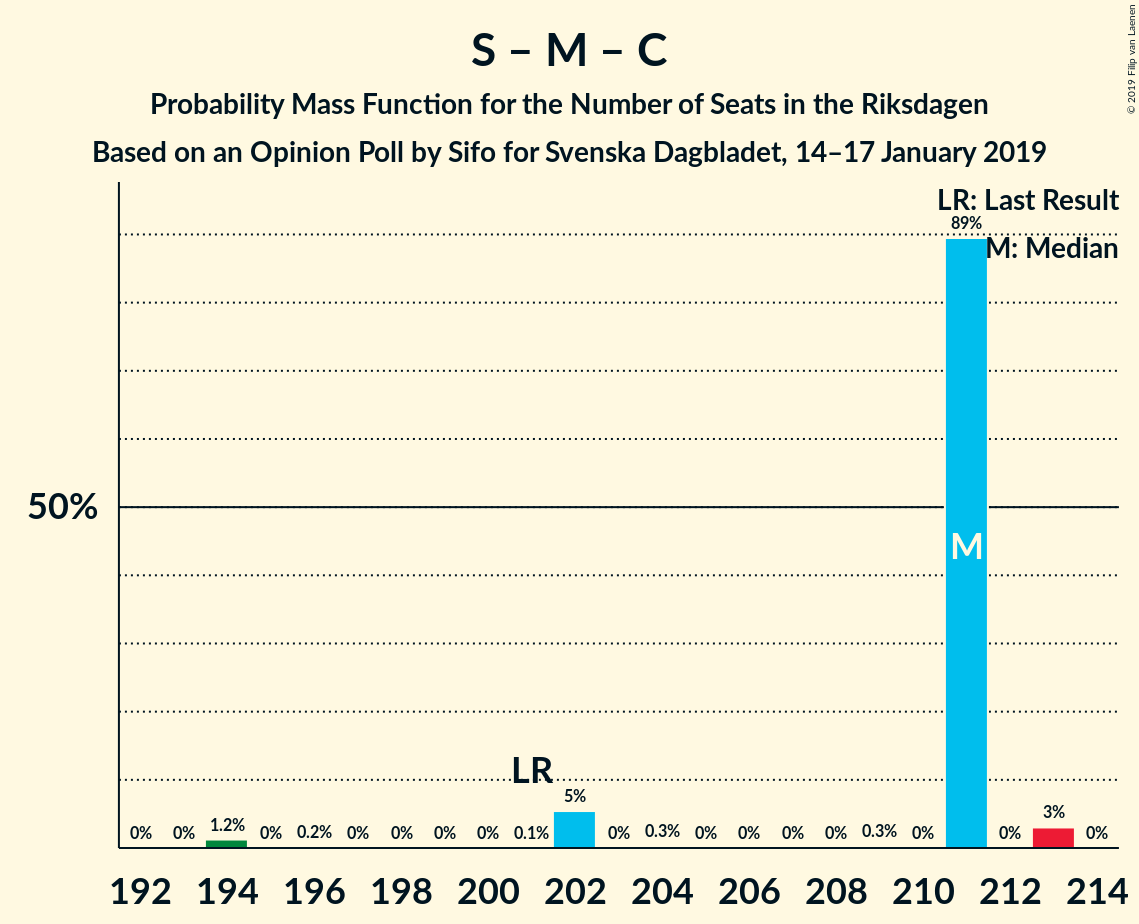 S – M – C
Probability Mass Function for the Number of Seats in the Riksdagen
Based on an Opinion Poll by Sifo for Svenska Dagbladet, 14–17 January 2019
© 2019 Filip van Laenen
LR: Last Result
M: Median
50%
0% 0% 1.2% 0% 0.2% 0% 0% 0% 0% 0.1% 5% 0% 0.3% 0% 0% 0% 0% 0.3% 0% 89% 0% 3% 0%
LR
M
192 194 196 198 200 202 204 206 208 210 212 214